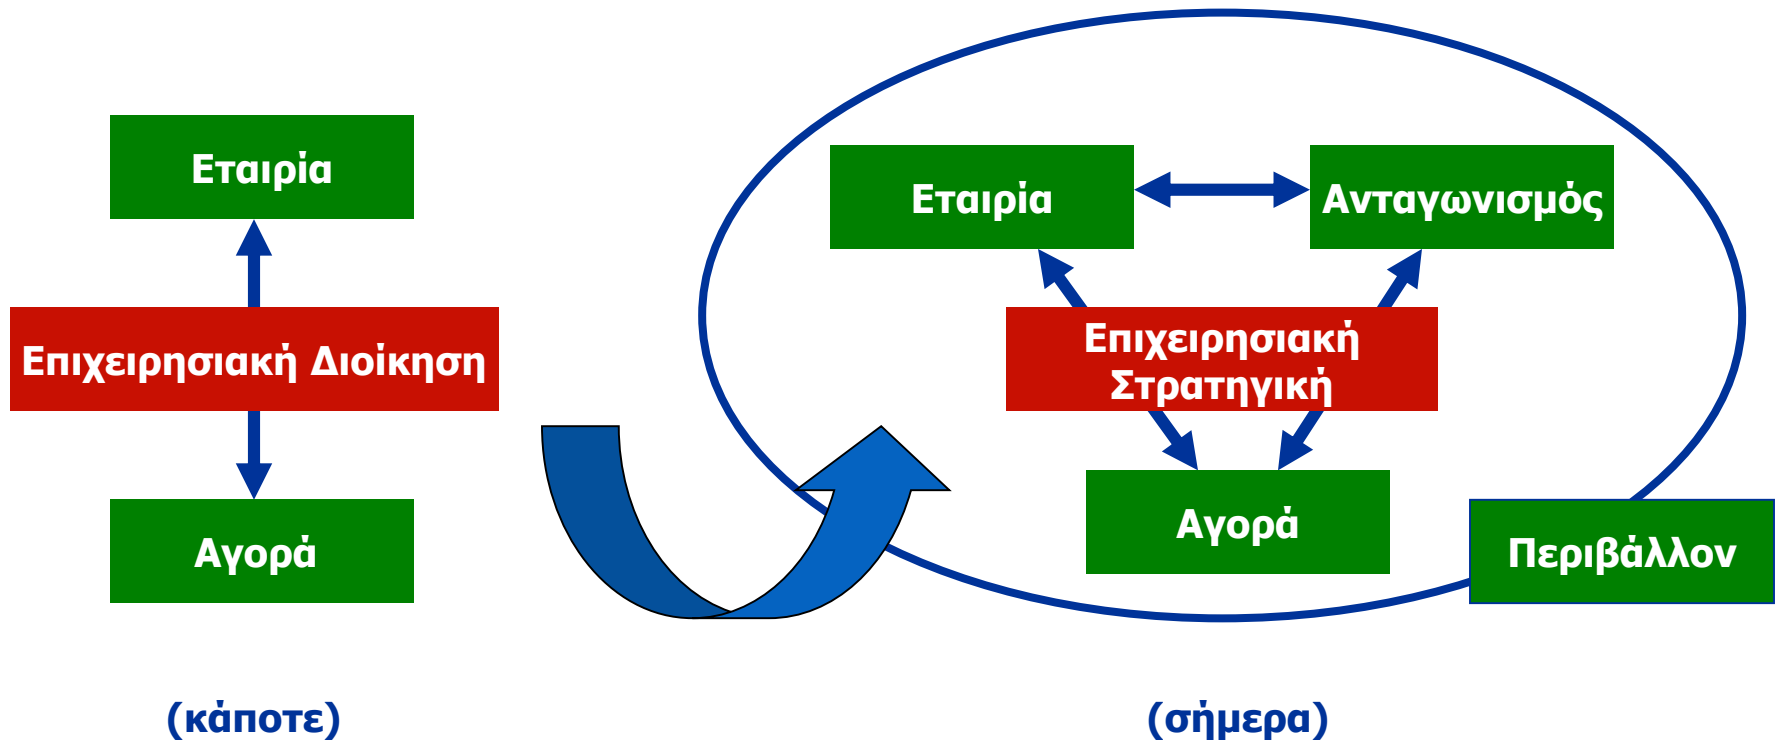 Εταιρία
Επιχειρησιακή Διοίκηση
Αγορά
(κάποτε)
Εταιρία
Ανταγωνισμός
Επιχειρησιακή
Στρατηγική
Αγορά
Περιβάλλον
(σήμερα)